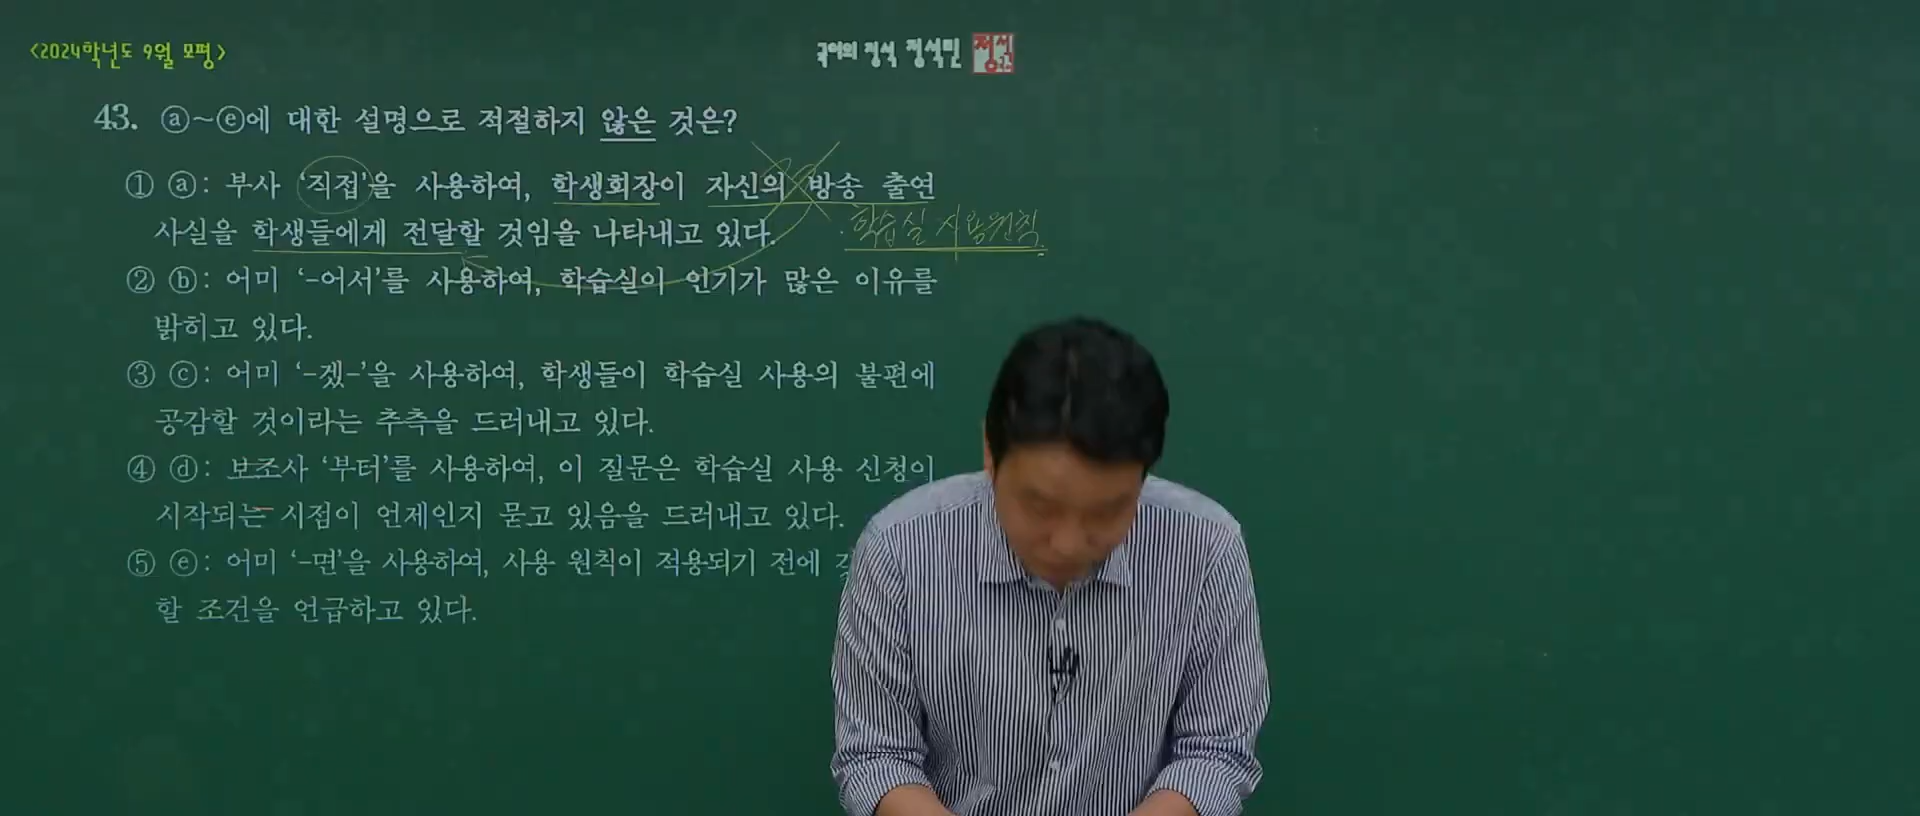 <2024학년도 9월 모평>
국어의 정석 정석민
43. ⓐ~ⓔ에 대한 설명으로 적절하지 않은 것은?
① ⓐ: 부사 '직접'을 사용하여, 학생회장이 자신의 방송 출연
사실을 학생들에게 전달할 것임을 나타내고 있다.
학습실 사용원칙
② ⓑ: 어미 '-어서'를 사용하여, 학습실이 인기가 많은 이유를
밝히고 있다.
③ ⓒ: 어미 '-겠-'을 사용하여, 학생들이 학습실 사용의 불편에
공감할 것이라는 추측을 드러내고 있다.
④ ⓓ: 보조사 '부터'를 사용하여, 이 질문은 학습실 사용 신청이
시작되는 시점이 언제인지 묻고 있음을 드러내고 있다.
⑤ ⓔ: 어미 '-면'을 사용하여, 사용 원칙이 적용되기 전에
할 조건을 언급하고 있다.